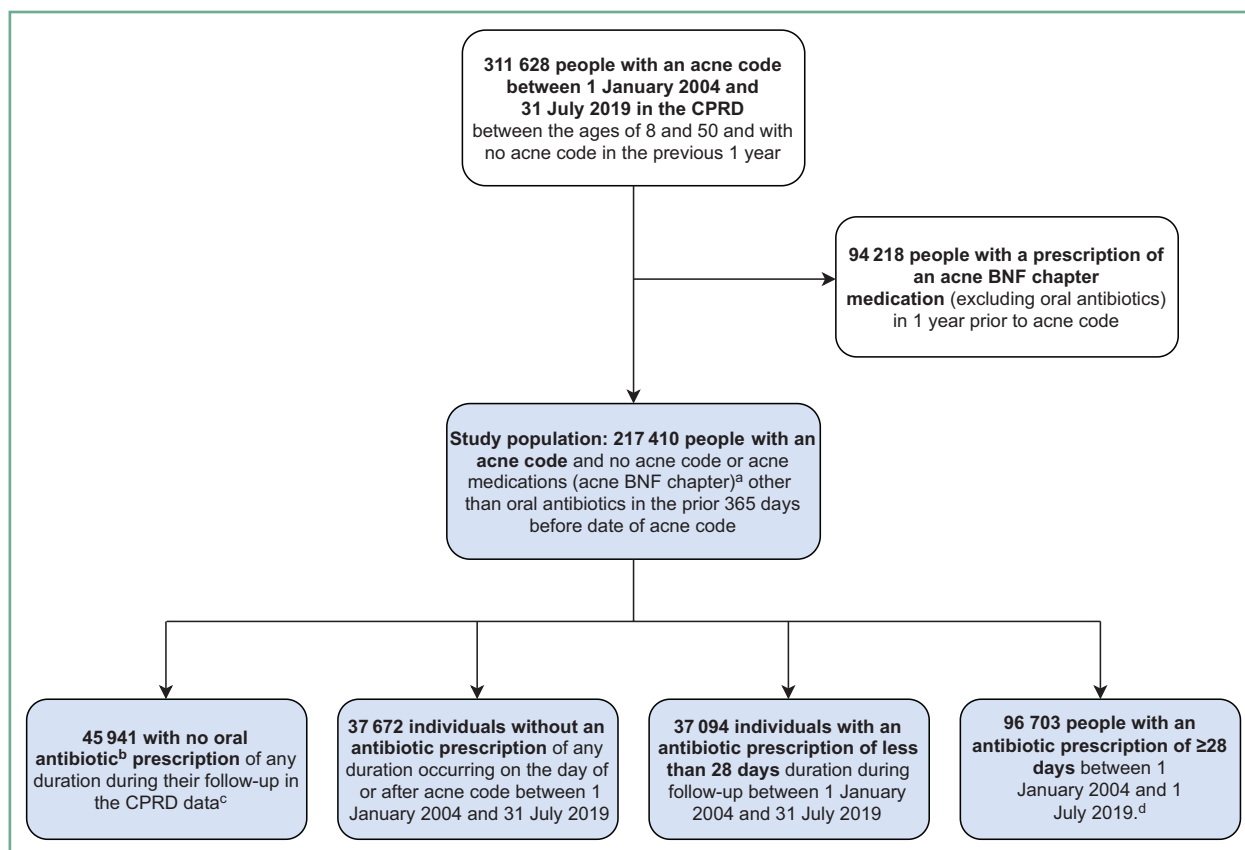 311 628 people with an acne code
between 1 January 2004 and
31 July 2019 in the CPRD
between the ages of 8 and 50 and with
no acne code in the previous 1 year
94 218 people with a prescription of
an acne BNF chapter
medication (excluding oral antibiotics)
in 1 year prior to acne code
Study population: 217 410 people with an
acne code and no acne code or acne
medications (acne BNF chapter)a other
than oral antibiotics in the prior 365 days
before date of acne code
45 941 with no oral
antibioticb prescription of any
duration during their follow-up in
the CPRD datac
37 672 individuals without an
antibiotic prescription of any
duration occurring on the day of
or after acne code between 1
January 2004 and 31 July 2019
37 094 individuals with an
antibiotic prescription of less
than 28 days duration during
follow-up between 1 January
2004 and 31 July 2019
96 703 people with an
antibiotic prescription of ≥28
days between 1
January 2004 and 1
July 2019.d